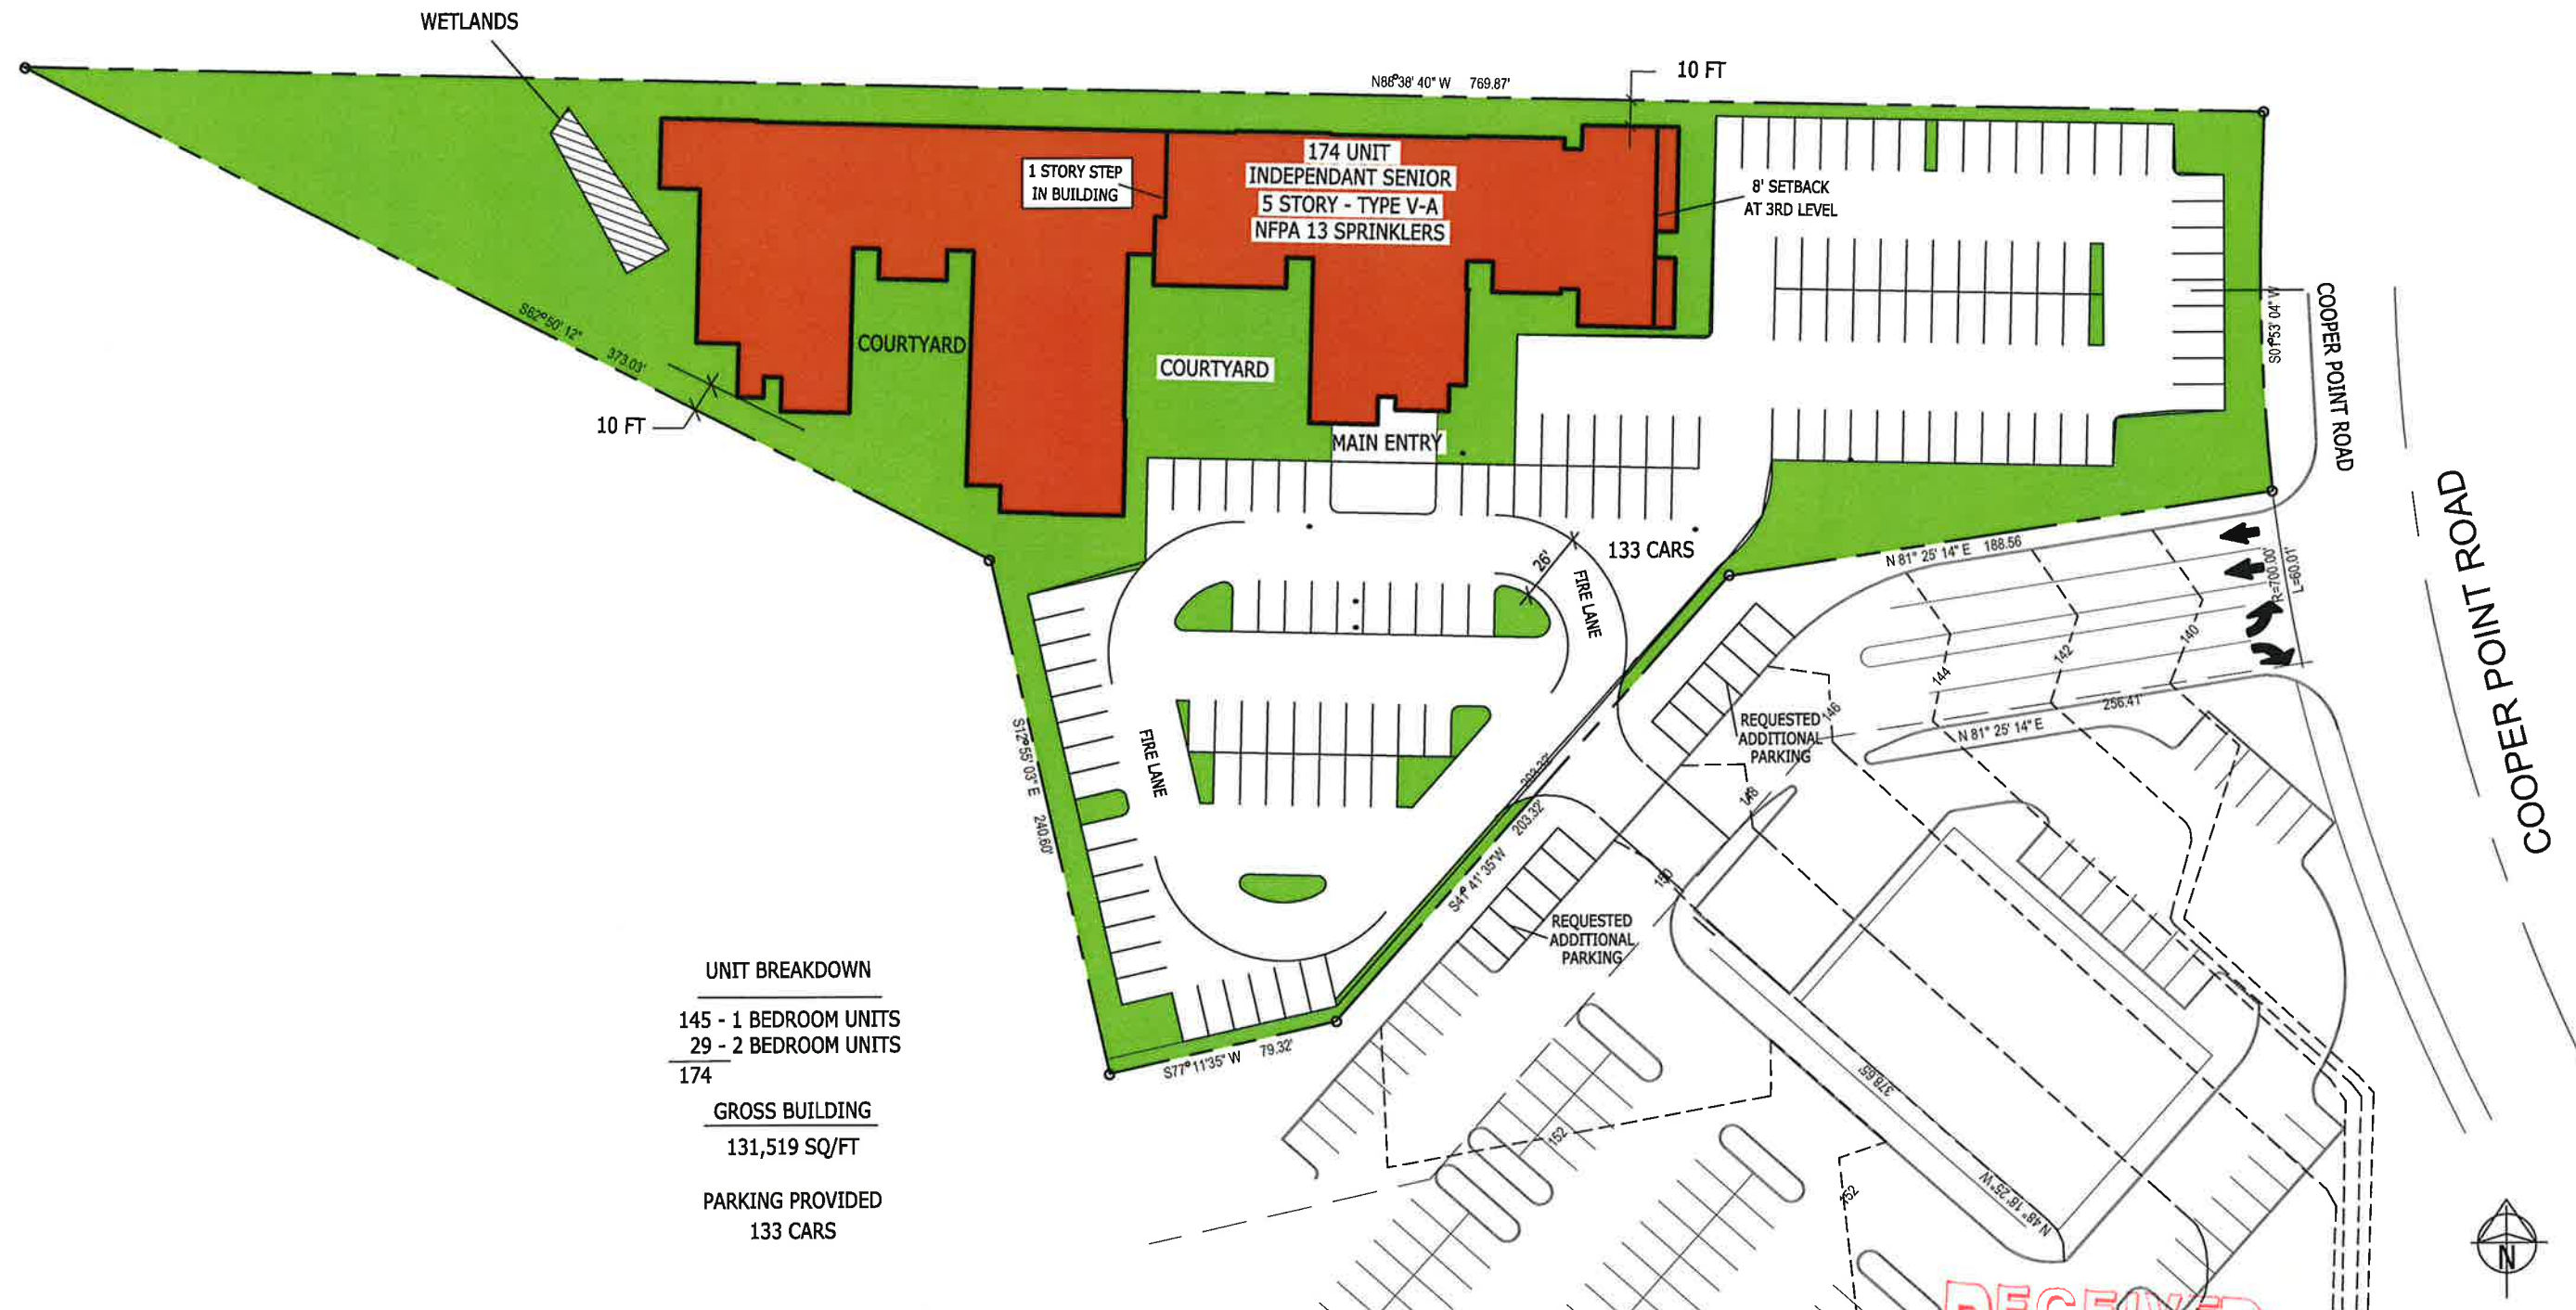 WETLANDS
N88°38' 40" W 769.87'
10 FT
174 UNIT
INDEPENDANT SENIOR
5 STORY - TYPE V-A
NFPA 13 SPRINKLERS
1 STORY STEP
IN BUILDING
8' SETBACK
AT 3RD LEVEL
S01°53' 04" W
COOPER POINT ROAD
S62°50' 12"
373.03'
10 FT
COURTYARD
COURTYARD
MAIN ENTRY
133 CARS
26'
FIRE LANE
FIRE LANE
N 81° 25' 14" E 188.56
R=700.00'
L=60.01'
COOPER POINT ROAD
144
142
140
146
148
150
256.41'
N 81° 25' 14" E
REQUESTED
ADDITIONAL
PARKING
S12°55' 03" E 240.60'
203.32'
203.32'
S41° 41' 35"W
REQUESTED
ADDITIONAL
PARKING
S77°11'35" W 79.32'
378.65'
N 48° 18' 25" W
152
152
UNIT BREAKDOWN
145 - 1 BEDROOM UNITS
29 - 2 BEDROOM UNITS
174
GROSS BUILDING
131,519 SQ/FT
PARKING PROVIDED
133 CARS
N
RECEIVED